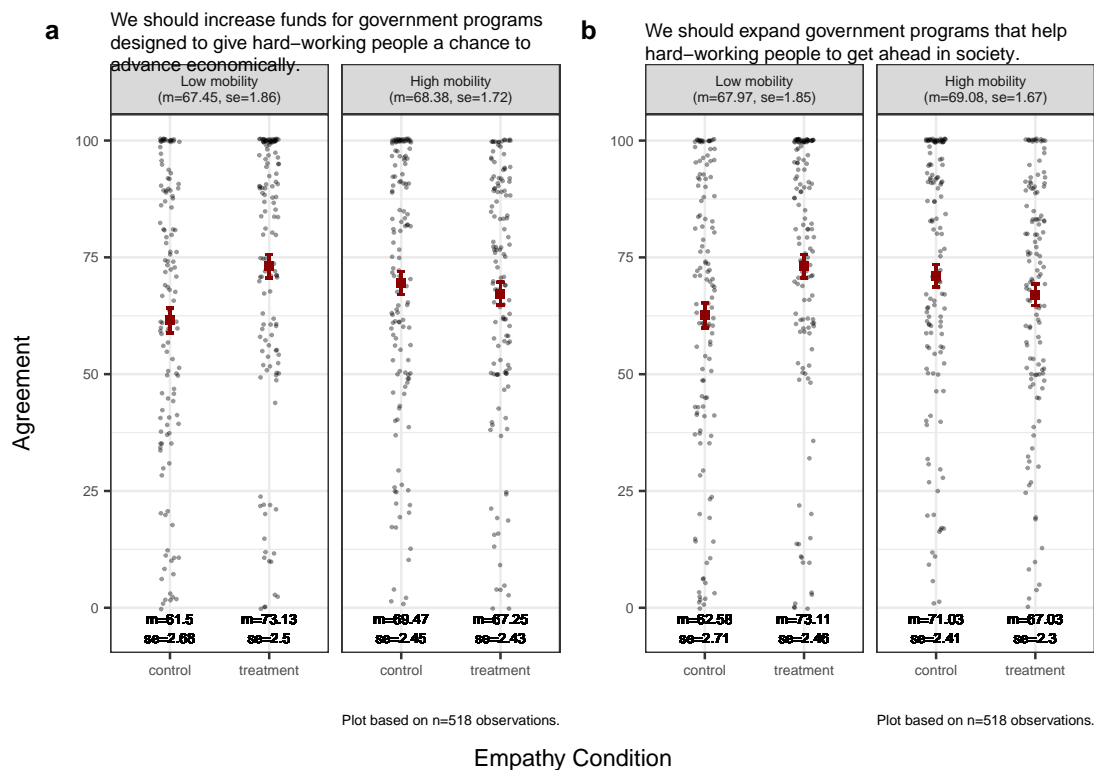 a
We should increase funds for government programs
designed to give hard−working people a chance to
advance economically.
Low mobility
(m=67.45, se=1.86)
High mobility
(m=68.38, se=1.72)
100
75
50
25
0
m=61.5
se=2.68
m=73.13
se=2.5
m=69.47
se=2.45
m=67.25
se=2.43
control
treatment
control
treatment
Plot based on n=518 observations.
b
We should expand government programs that help
hard−working people to get ahead in society.
Low mobility
(m=67.97, se=1.85)
High mobility
(m=69.08, se=1.67)
100
75
50
25
0
m=62.58
se=2.71
m=73.11
se=2.46
m=71.03
se=2.41
m=67.03
se=2.3
control
treatment
control
treatment
Plot based on n=518 observations.
Agreement
Empathy Condition